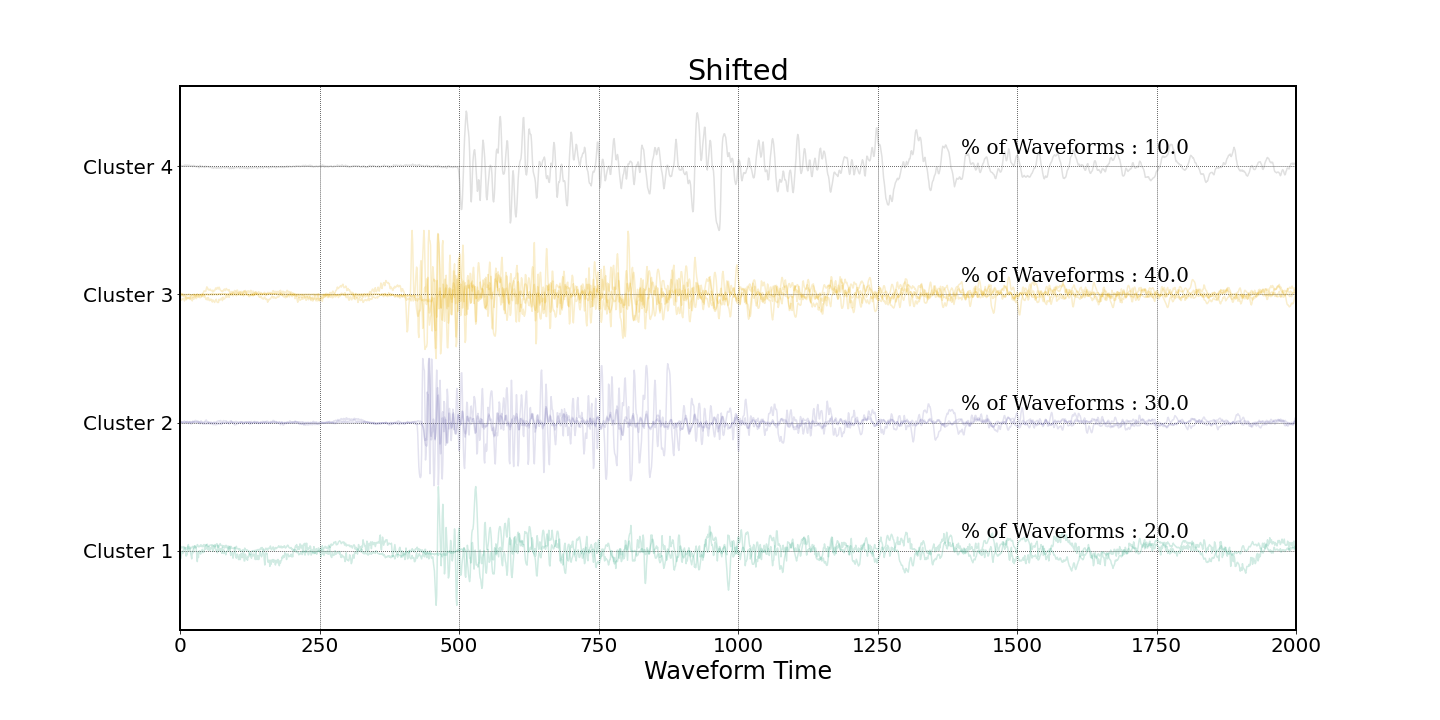 Shifted
Cluster 4
% of Waveforms : 10.0
Cluster 3
% of Waveforms : 40.0
Cluster 2
% of Waveforms : 30.0
Cluster 1
% of Waveforms : 20.0
0 250 500 750 1000 1250 1500 1750 2000
Waveform Time